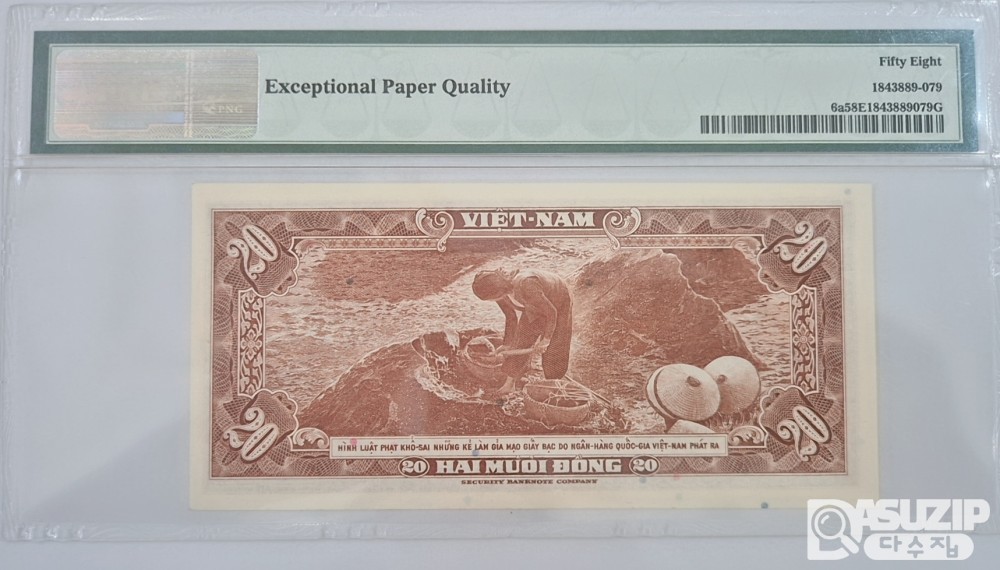 Fifty Eight
PMG
Exceptional Paper Quality
1843889-079
6a58E1843889079G
VIỆT-NAM
20
20
20
20
HÌNH LUẬT PHẠT KHỔ-SAI NHỮNG KẺ LÀM GIẢ MẠO GIẤY BẠC DO NGÂN-HÀNG QUỐC-GIA VIỆT-NAM PHÁT RA
20 HAI MƯƠI ĐỒNG 20
SECURITY BANKNOTE COMPANY
DASUZIP
다수집